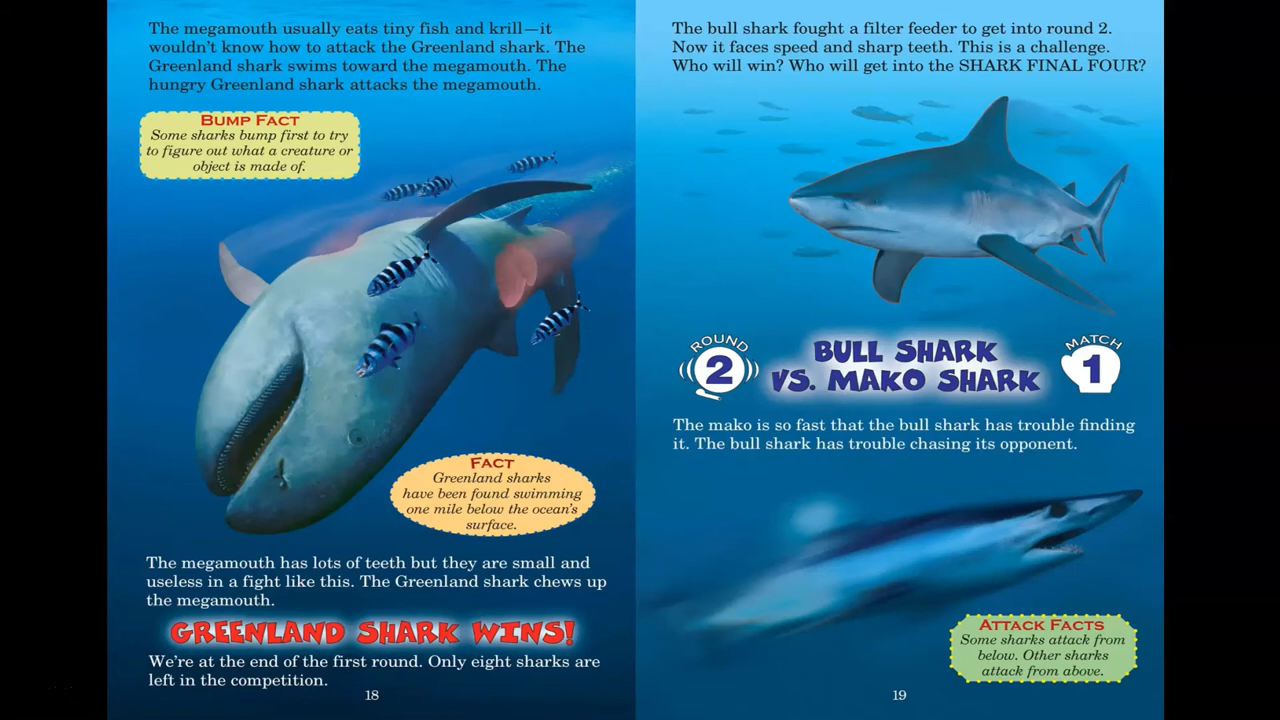 The megamouth usually eats tiny fish and krill—it
wouldn't know how to attack the Greenland shark. The
Greenland shark swims toward the megamouth. The
hungry Greenland shark attacks the megamouth.
BUMP FACT
Some sharks bump first to try
to figure out what a creature or
object is made of.
FACT
Greenland sharks
have been found swimming
one mile below the ocean's
surface.
The megamouth has lots of teeth but they are small and
useless in a fight like this. The Greenland shark chews up
the megamouth.
GREENLAND SHARK WINS!
We're at the end of the first round. Only eight sharks are
left in the competition.
18
The bull shark fought a filter feeder to get into round 2.
Now it faces speed and sharp teeth. This is a challenge.
Who will win? Who will get into the SHARK FINAL FOUR?
ROUND
2
BULL SHARK
VS. MAKO SHARK
MATCH
1
The mako is so fast that the bull shark has trouble finding
it. The bull shark has trouble chasing its opponent.
ATTACK FACTS
Some sharks attack from
below. Other sharks
attack from above.
19